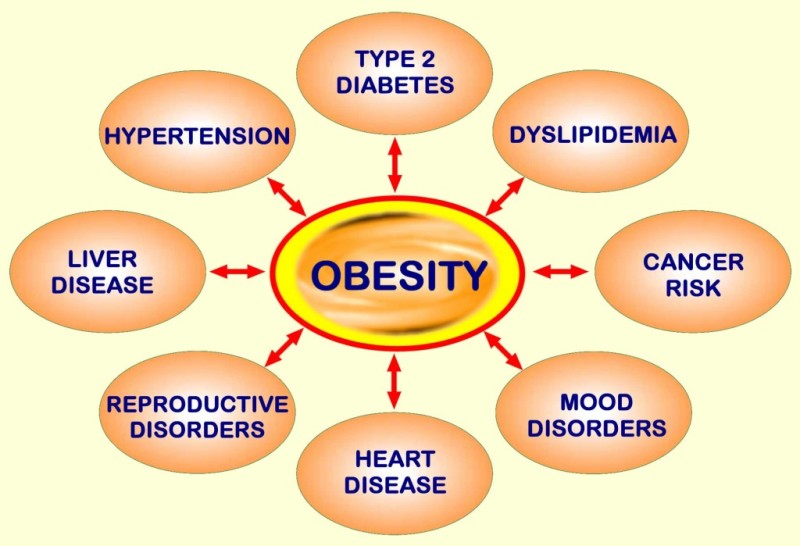 TYPE 2
DIABETES
HYPERTENSION
DYSLIPIDEMIA
LIVER
DISEASE
OBESITY
CANCER
RISK
REPRODUCTIVE
DISORDERS
MOOD
DISORDERS
HEART
DISEASE